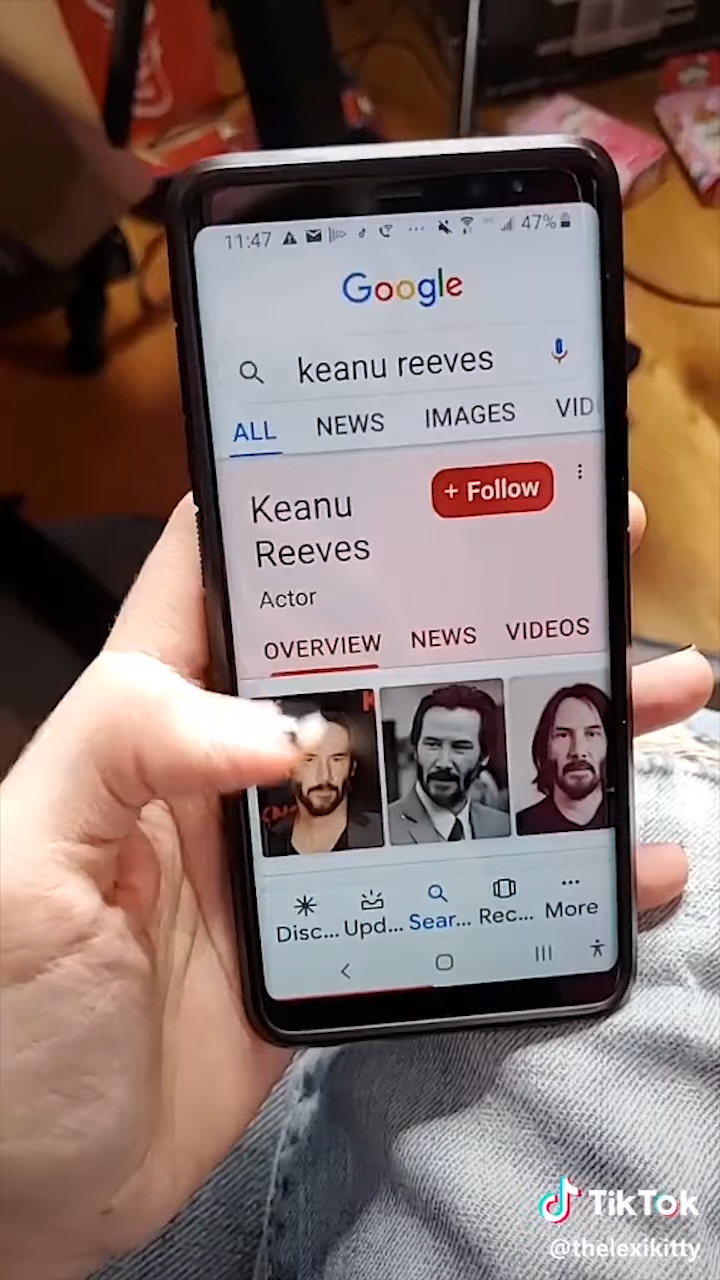 11:47
47%
Google
keanu reeves
ALL NEWS IMAGES VID
Keanu
Reeves
+ Follow
Actor
OVERVIEW NEWS VIDEOS
Disc... Upd... Sear... Rec... More
TikTok
@thelexikitty